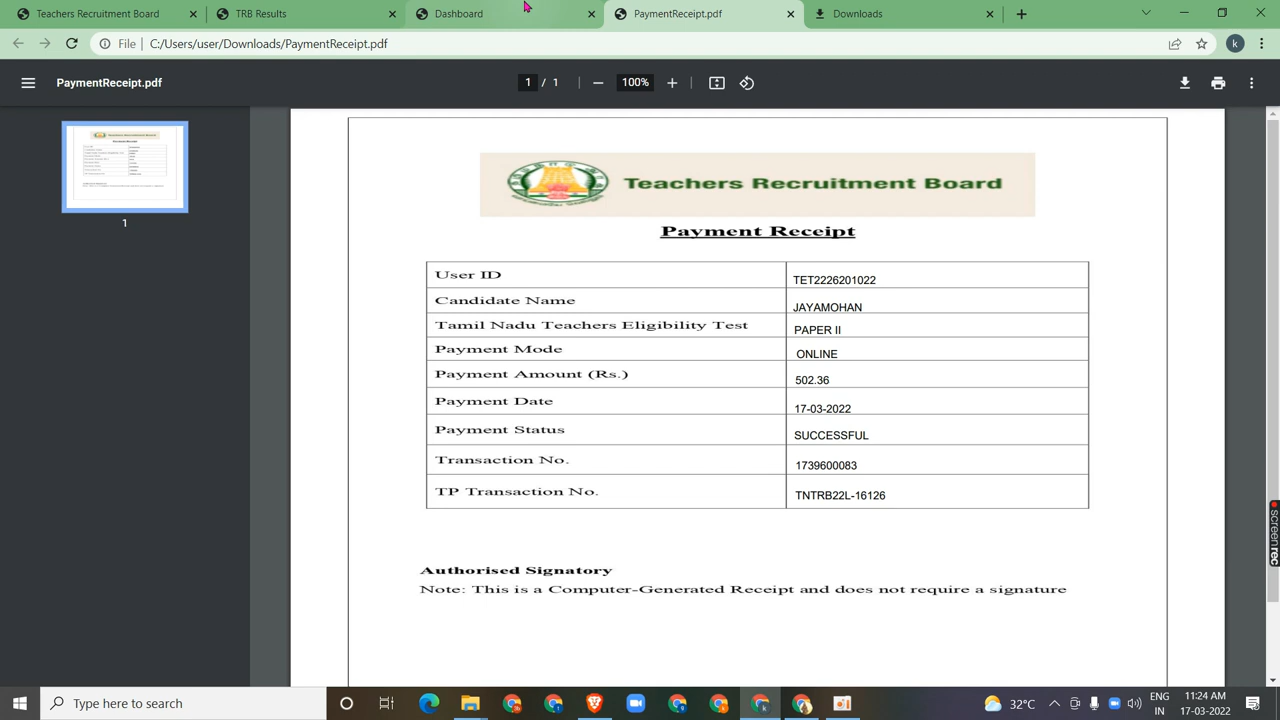 Teachers Recruitment Board
TRB Results
Dashboard
PaymentReceipt.pdf
Downloads
File C:/Users/user/Downloads/PaymentReceipt.pdf
k
PaymentReceipt.pdf
1 / 1
100%
1
Teachers Recruitment Board
Payment Receipt
User ID TET2226201022
Candidate Name JAYAMOHAN
Tamil Nadu Teachers Eligibility Test PAPER II
Payment Mode ONLINE
Payment Amount (Rs.) 502.36
Payment Date 17-03-2022
Payment Status SUCCESSFUL
Transaction No. 1739600083
TP Transaction No. TNTRB22L-16126
Authorised Signatory
Note: This is a Computer-Generated Receipt and does not require a signature
screenrec
Type here to search
32°C
ENG
IN
11:24 AM
17-03-2022